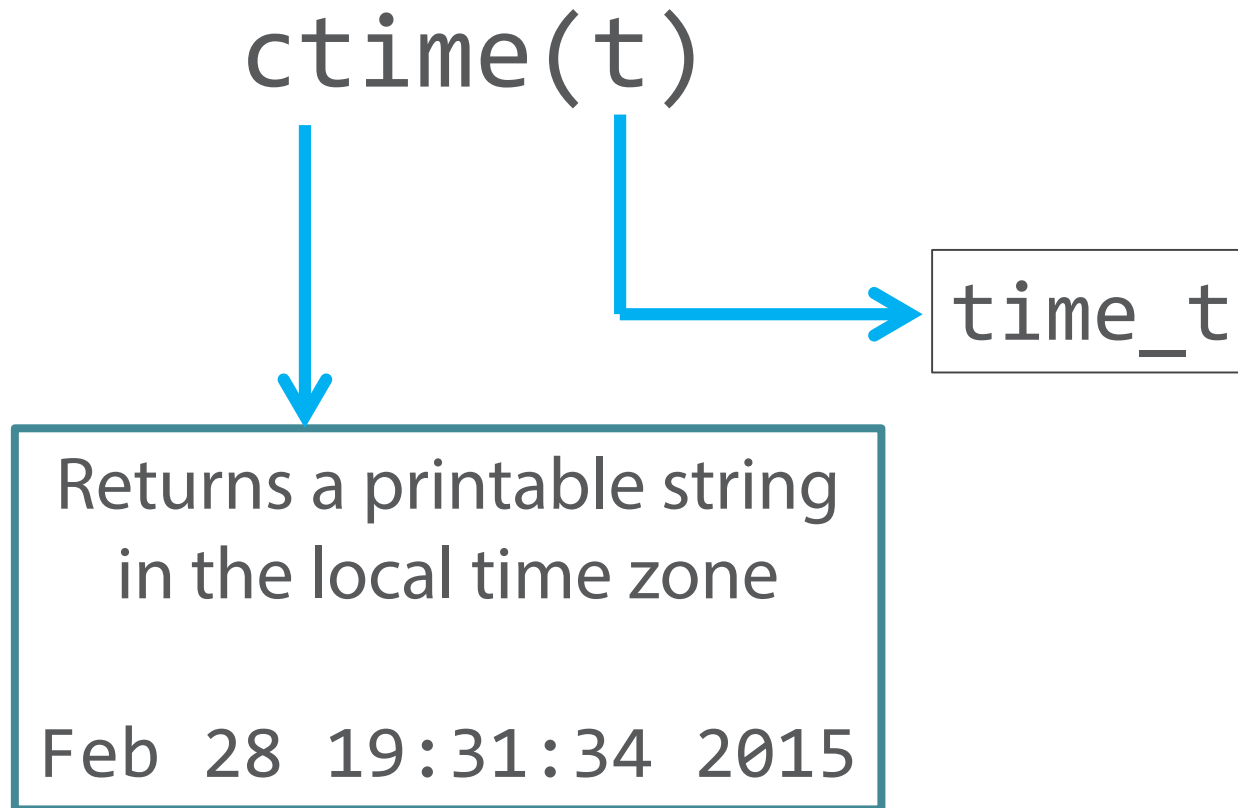 ctime(t)
time_t
Returns a printable string
in the local time zone
Feb 28 19:31:34 2015